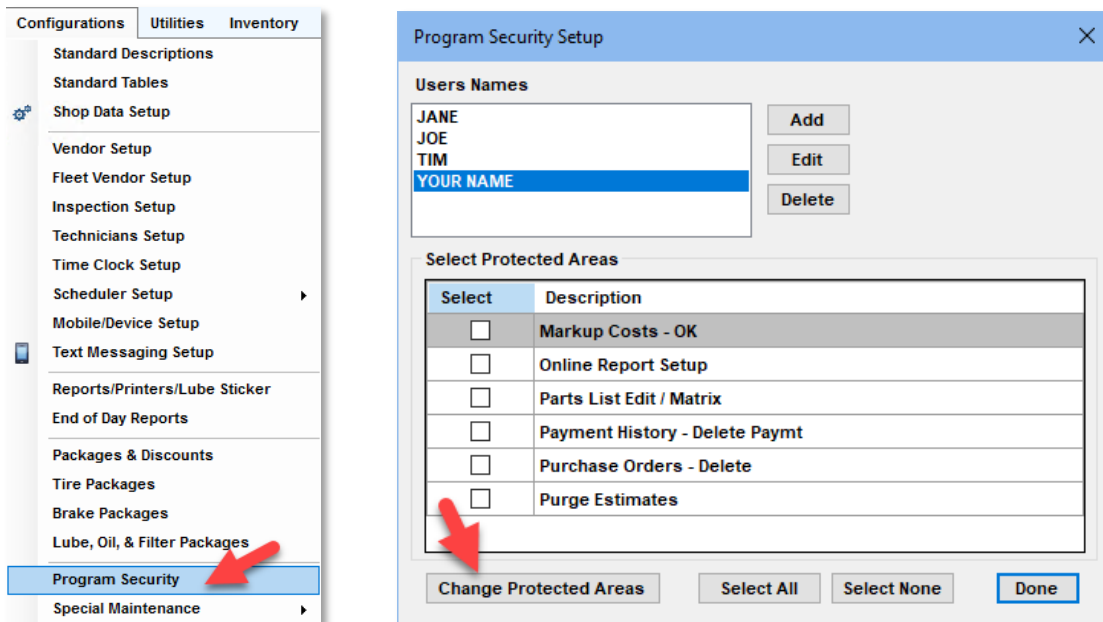 Configurations Utilities Inventory
Standard Descriptions
Standard Tables
Shop Data Setup
Vendor Setup
Fleet Vendor Setup
Inspection Setup
Technicians Setup
Time Clock Setup
Scheduler Setup
Mobile/Device Setup
Text Messaging Setup
Reports/Printers/Lube Sticker
End of Day Reports
Packages & Discounts
Tire Packages
Brake Packages
Lube, Oil, & Filter Packages
Program Security
Special Maintenance
Program Security Setup
Users Names
JANE
JOE
TIM
YOUR NAME
Add
Edit
Delete
Select Protected Areas
Select Description
Markup Costs - OK
Online Report Setup
Parts List Edit / Matrix
Payment History - Delete Paymt
Purchase Orders - Delete
Purge Estimates
Change Protected Areas Select All Select None Done